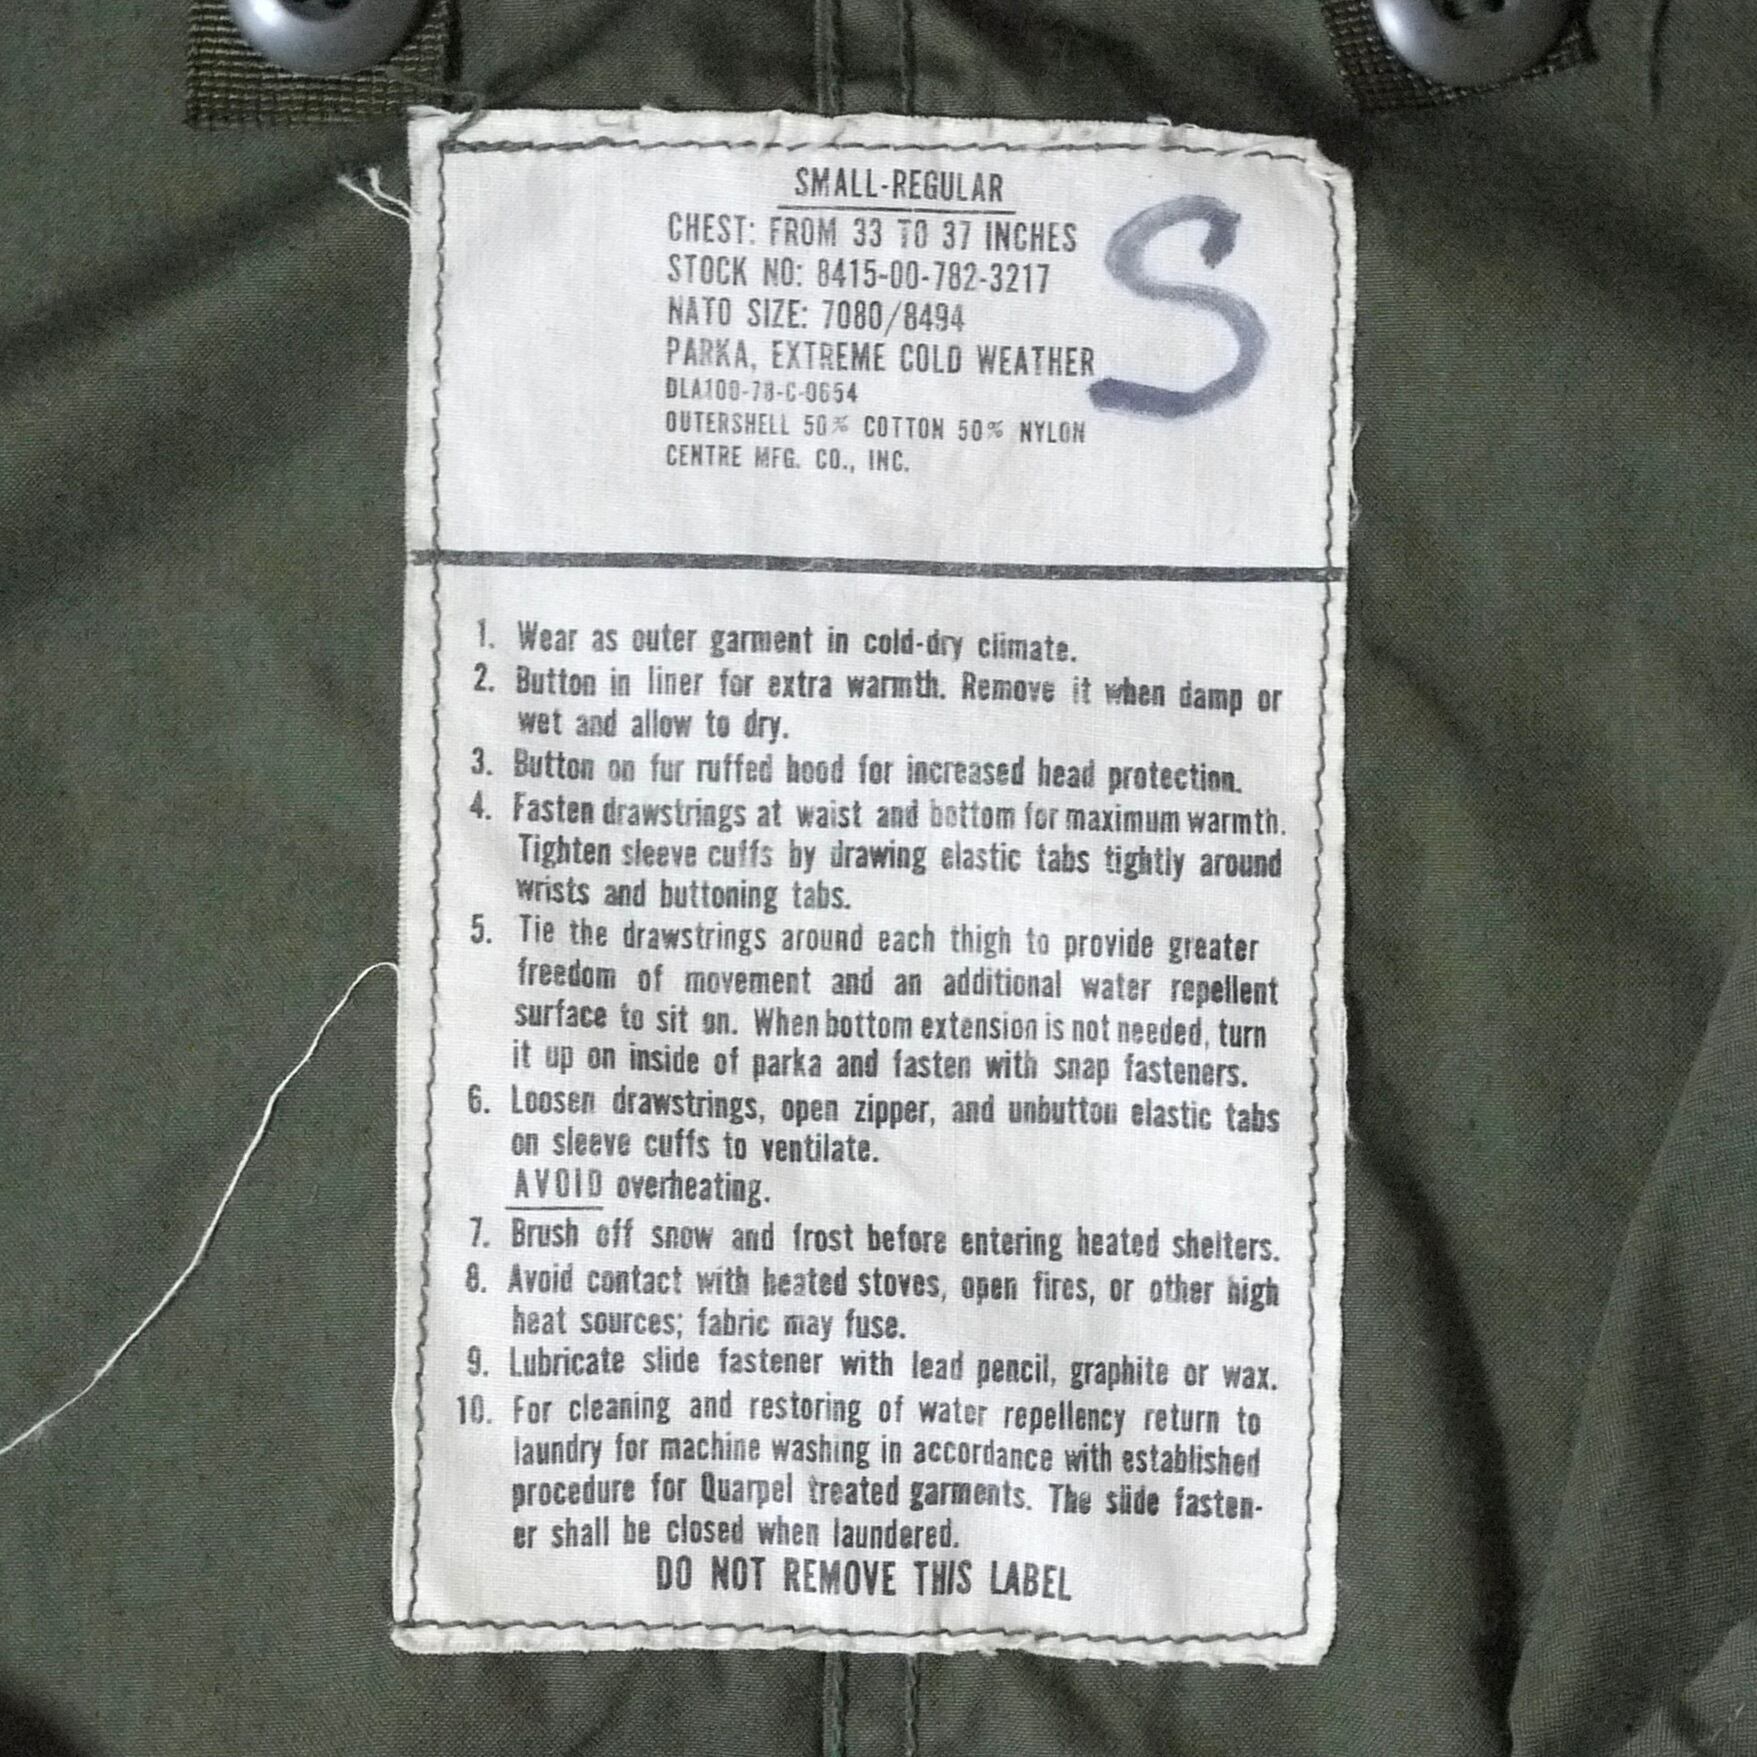 SMALL-REGULAR
CHEST: FROM 33 TO 37 INCHES
STOCK NO: 8415-00-782-3217
NATO SIZE: 7080/8494
PARKA, EXTREME COLD WEATHER
DLA100-78-C-0654
OUTERSHELL 50% COTTON 50% NYLON
CENTRE MFG. CO., INC.
S
1. Wear as outer garment in cold-dry climate.
2. Button in liner for extra warmth. Remove it when damp or
wet and allow to dry.
3. Button on fur ruffed hood for increased head protection.
4. Fasten drawstrings at waist and bottom for maximum warmth.
Tighten sleeve cuffs by drawing elastic tabs tightly around
wrists and buttoning tabs.
5. Tie the drawstrings around each thigh to provide greater
freedom of movement and an additional water repellent
surface to sit on. When bottom extension is not needed, turn
it up on inside of parka and fasten with snap fasteners.
6. Loosen drawstrings, open zipper, and unbutton elastic tabs
on sleeve cuffs to ventilate.
AVOID overheating.
7. Brush off snow and frost before entering heated shelters.
8. Avoid contact with heated stoves, open fires, or other high
heat sources; fabric may fuse.
9. Lubricate slide fastener with lead pencil, graphite or wax.
10. For cleaning and restoring of water repellency return to
laundry for machine washing in accordance with established
procedure for Quarpel treated garments. The slide fasten-
er shall be closed when laundered.
DO NOT REMOVE THIS LABEL